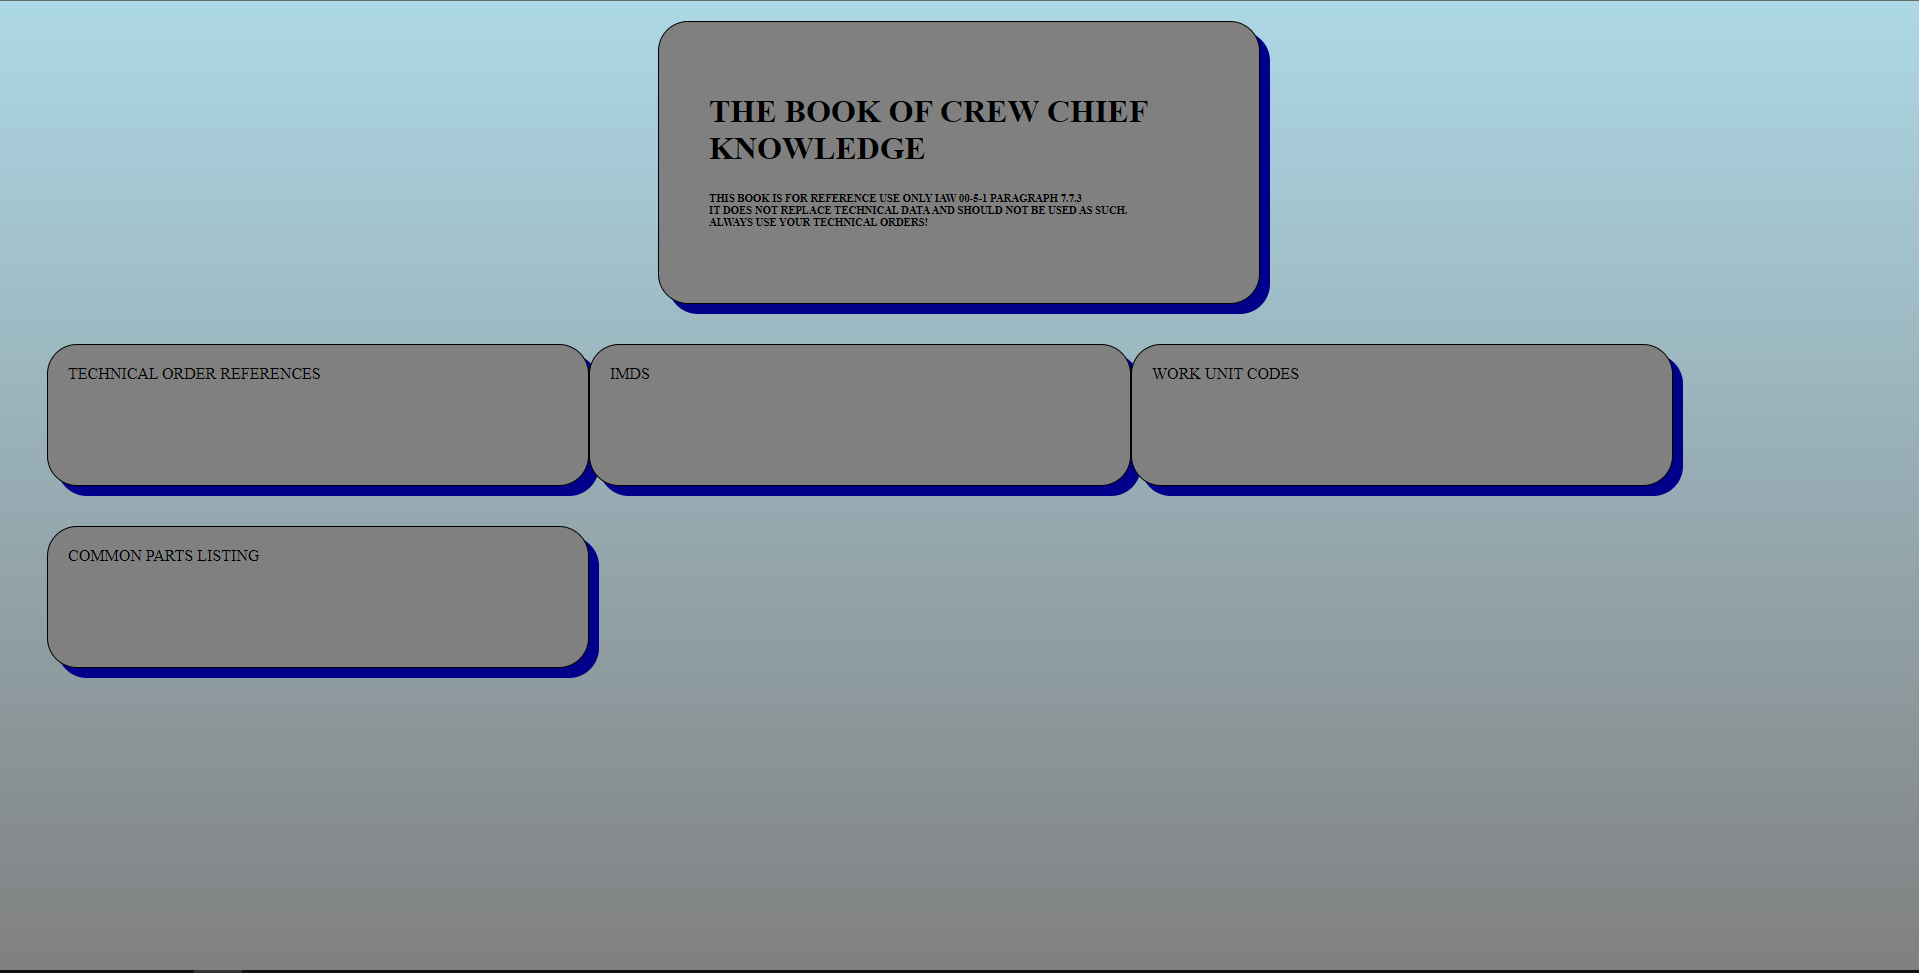 THE BOOK OF CREW CHIEF
KNOWLEDGE
THIS BOOK IS FOR REFERENCE USE ONLY IAW 00-5-1 PARAGRAPH 7.7.3
IT DOES NOT REPLACE TECHNICAL DATA AND SHOULD NOT BE USED AS SUCH.
ALWAYS USE YOUR TECHNICAL ORDERS!
TECHNICAL ORDER REFERENCES
IMDS
WORK UNIT CODES
COMMON PARTS LISTING